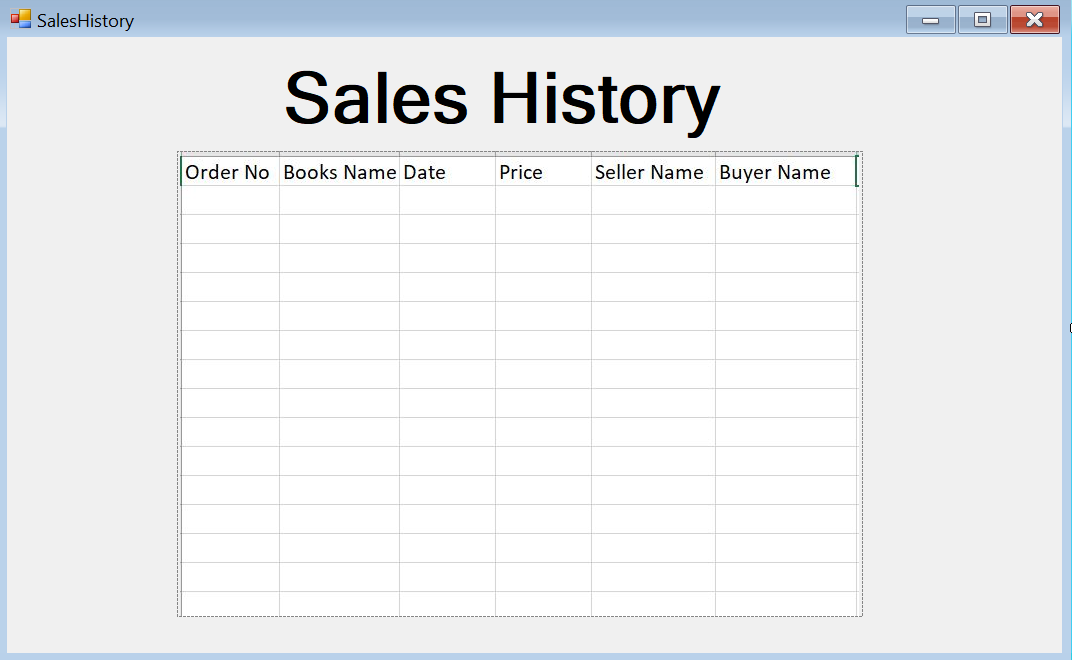 SalesHistory
Sales History
Order No Books Name Date Price Seller Name Buyer Name